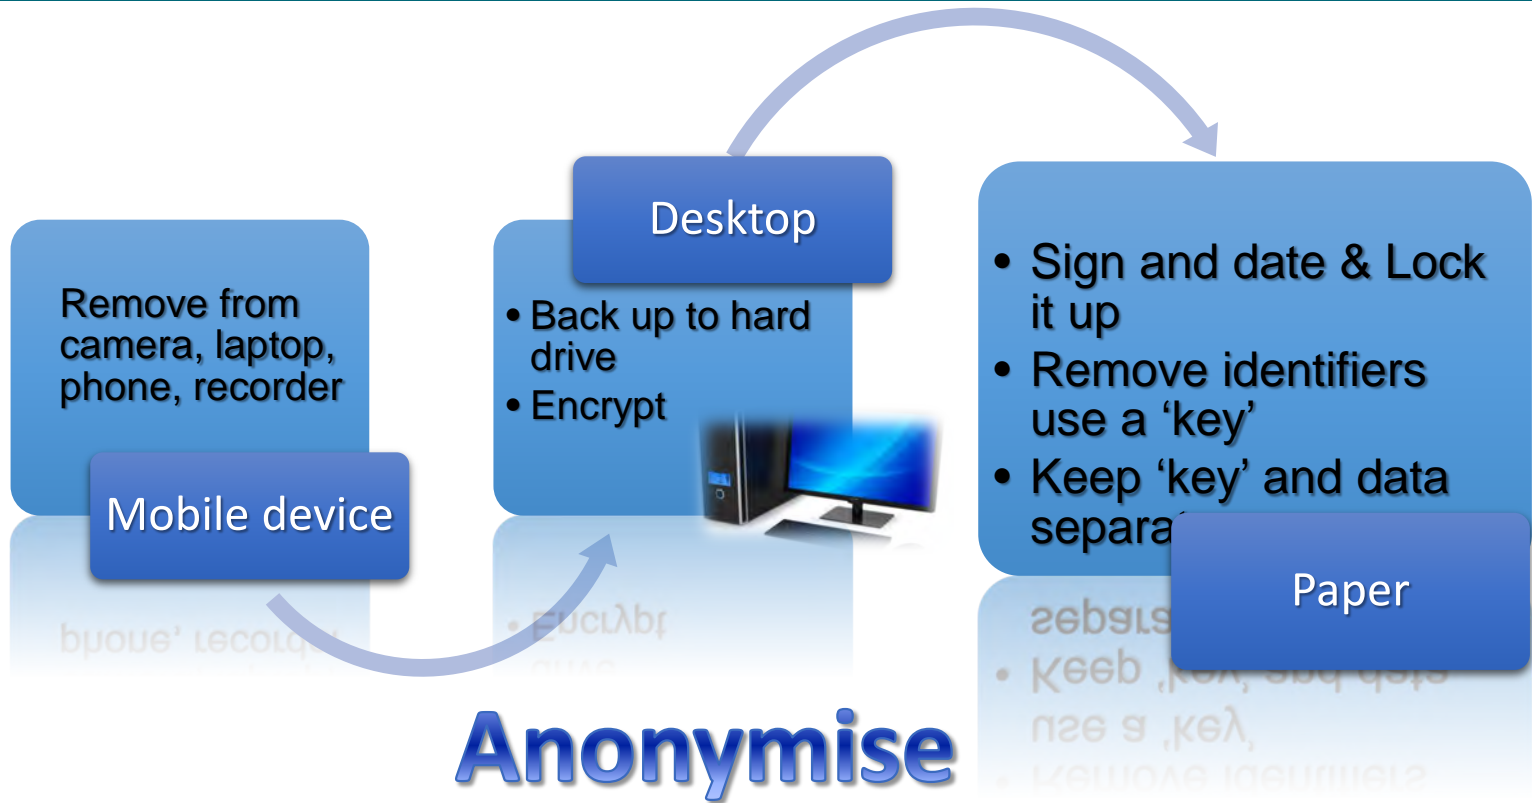 Remove from
camera, laptop,
phone, recorder
Mobile device
Desktop
• Back up to hard
drive
• Encrypt
• Sign and date & Lock
it up
• Remove identifiers
use a ‘key’
• Keep ‘key’ and data
Paper
Anonymise